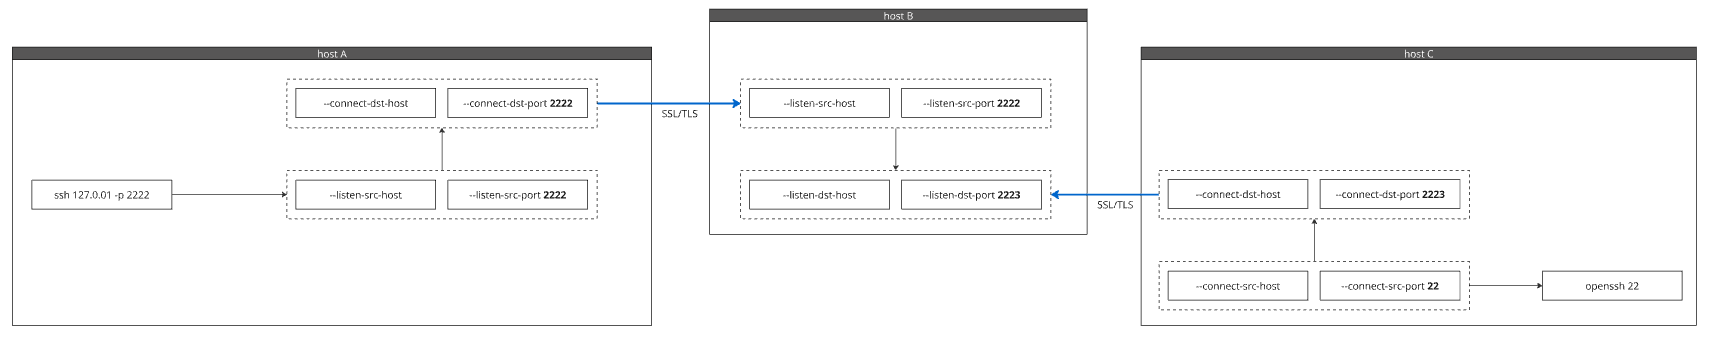 host B
host A
host C
--connect-dst-host
--connect-dst-port 2222
SSL/TLS
--listen-src-host
--listen-src-port 2222
ssh 127.0.01 -p 2222
--listen-src-host
--listen-src-port 2222
--listen-dst-host
--listen-dst-port 2223
SSL/TLS
--connect-dst-host
--connect-dst-port 2223
--connect-src-host
--connect-src-port 22
openssh 22